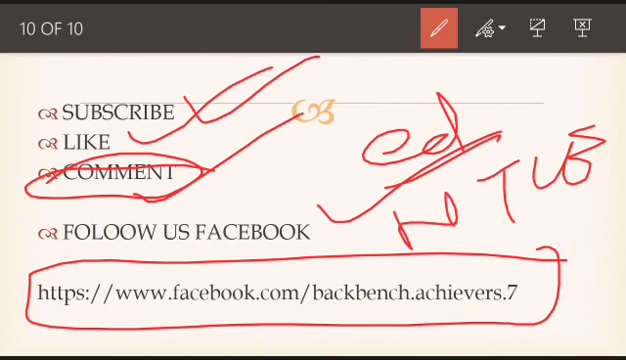 10 OF 10
SUBSCRIBE
LIKE
COMMENT
FOLOOW US FACEBOOK
https://www.facebook.com/backbench.achievers.7